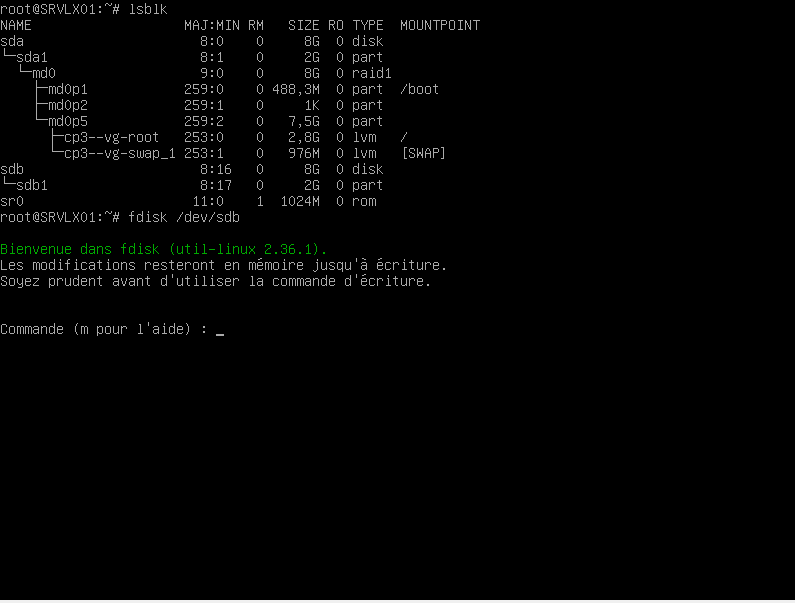 root@SRVLX01:~# lsblk
NAME                   MAJ:MIN RM   SIZE RO TYPE  MOUNTPOINT
sda                      8:0    0     8G  0 disk
└─sda1                   8:1    0     2G  0 part
  └─md0                  9:0    0     8G  0 raid1
    ├─md0p1            259:0    0 488,3M  0 part  /boot
    ├─md0p2            259:1    0     1K  0 part
    └─md0p5            259:2    0   7,5G  0 part
      ├─cp3--vg-root   253:0    0   2,8G  0 lvm   /
      └─cp3--vg-swap_1 253:1    0   976M  0 lvm   [SWAP]
sdb                      8:16   0     8G  0 disk
└─sdb1                   8:17   0     2G  0 part
sr0                     11:0    1  1024M  0 rom
root@SRVLX01:~# fdisk /dev/sdb
Bienvenue dans fdisk (util-linux 2.36.1).
Les modifications resteront en mémoire jusqu'à écriture.
Soyez prudent avant d'utiliser la commande d'écriture.
Commande (m pour l'aide) : _